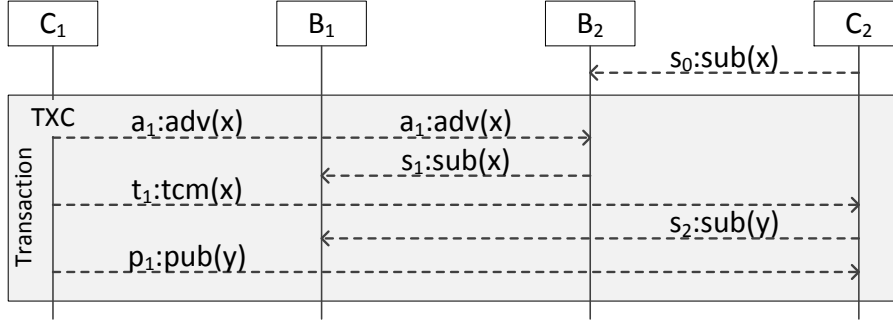 C₁ B₁ B₂ C₂
s₀:sub(x)
TXC
a₁:adv(x) a₁:adv(x)
s₁:sub(x)
t₁:tcm(x)
s₂:sub(y)
p₁:pub(y)
Transaction